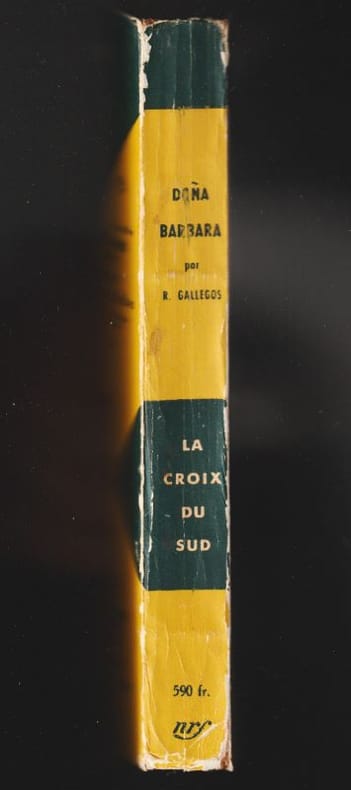 DOÑA
BARBARA
par
R. GALLEGOS
LA
CROIX
DU
SUD
590 fr.
nrf